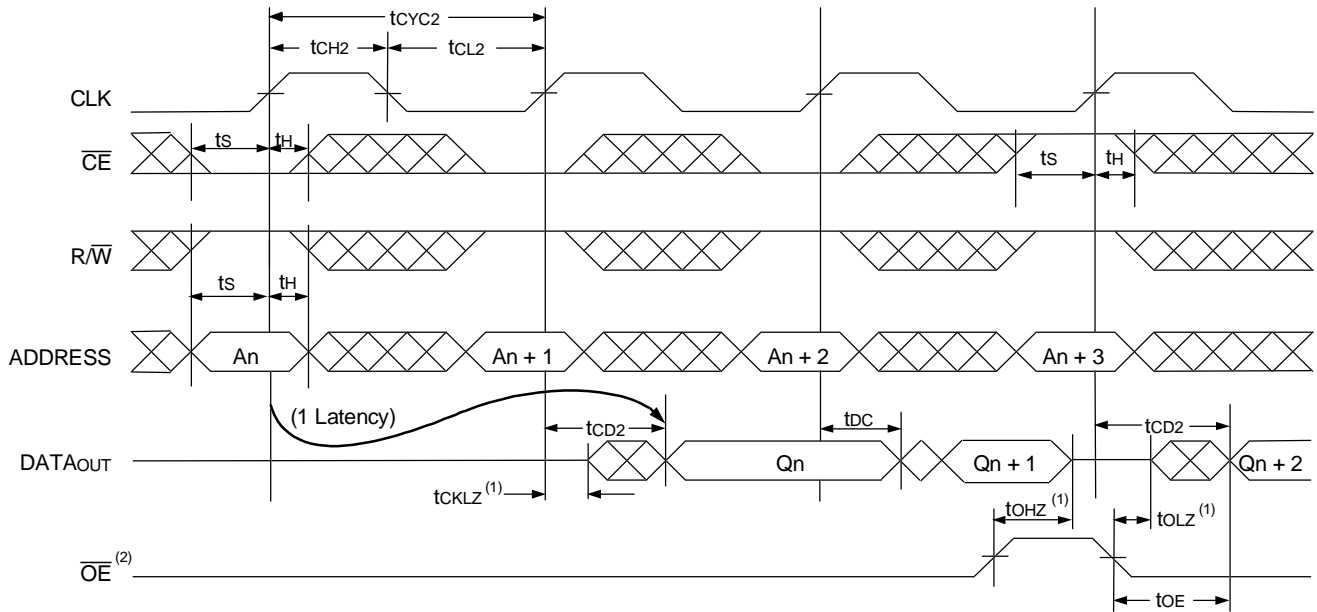 tCYC2
tCH2
tCL2
CLK
tS
tH
CE
tS
tH
R/W
tS
tH
ADDRESS
An
An + 1
An + 2
An + 3
(1 Latency)
tCD2
tDC
tCD2
DATAOUT
Qn
Qn + 1
Qn + 2
tCKLZ (1)
tOHZ (1)
tOLZ (1)
OE (2)
tOE